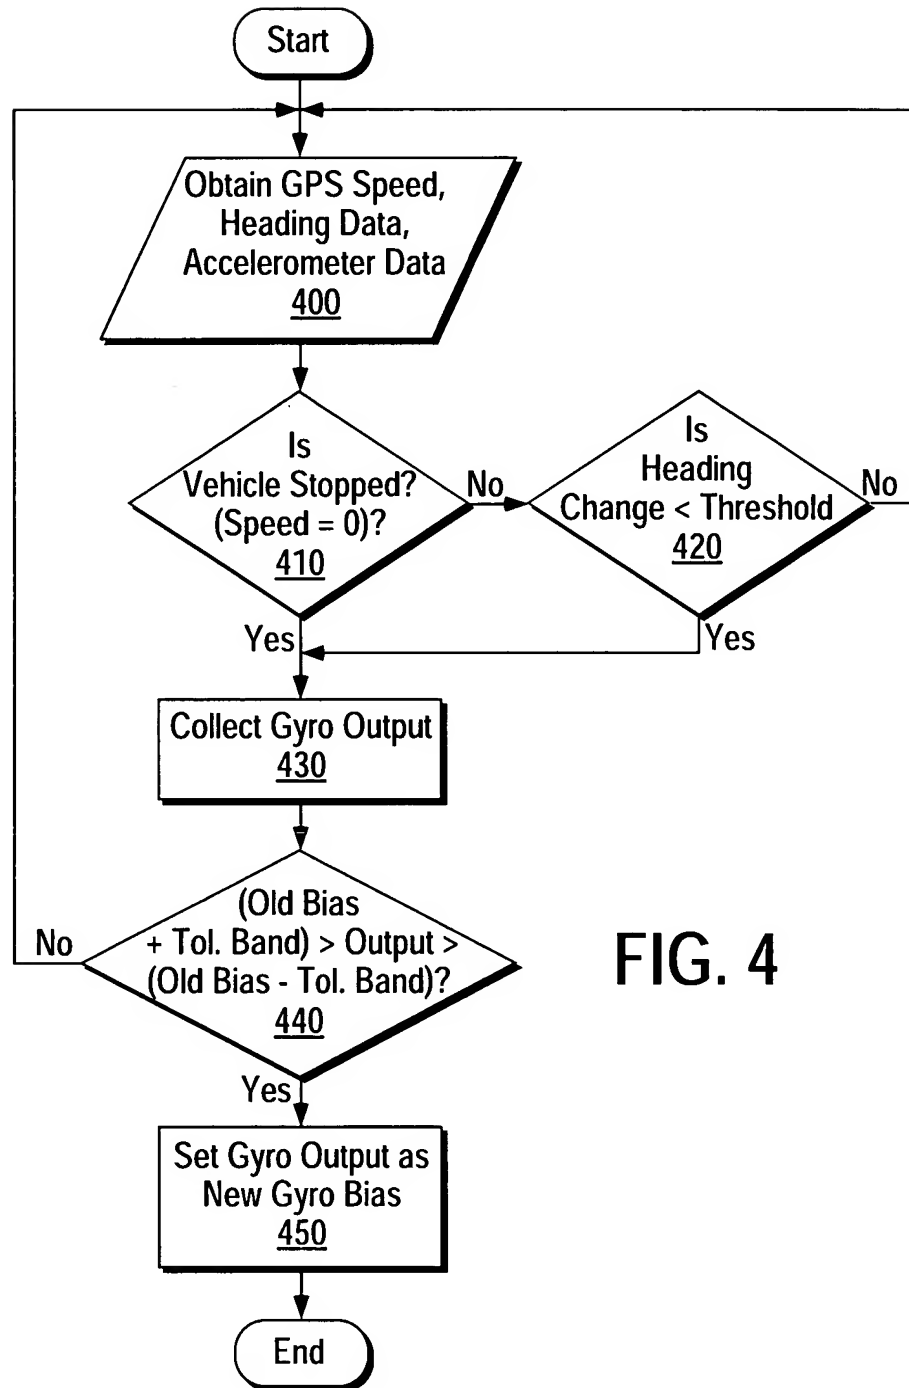 Start
Obtain GPS Speed,
Heading Data,
Accelerometer Data
400
Is
Vehicle Stopped?
(Speed = 0)?
410
No
Is
Heading
Change < Threshold
420
No
Yes
Yes
Collect Gyro Output
430
(Old Bias
+ Tol. Band) > Output >
(Old Bias - Tol. Band)?
440
No
Yes
FIG. 4
Set Gyro Output as
New Gyro Bias
450
End